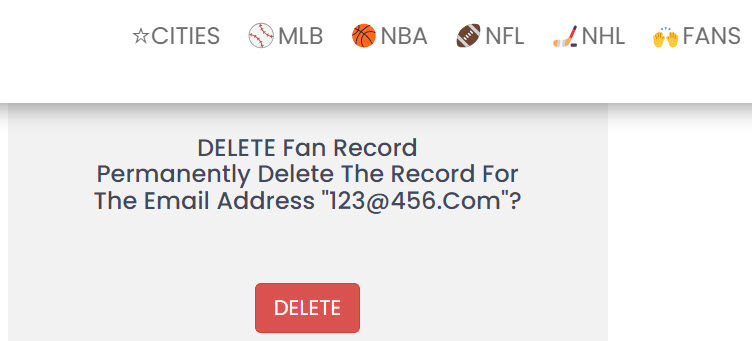 ☆CITIES ⚾MLB 🏀NBA 🏈NFL 🏒NHL 🙌FANS
DELETE Fan Record
Permanently Delete The Record For
The Email Address "123@456.Com"?
DELETE